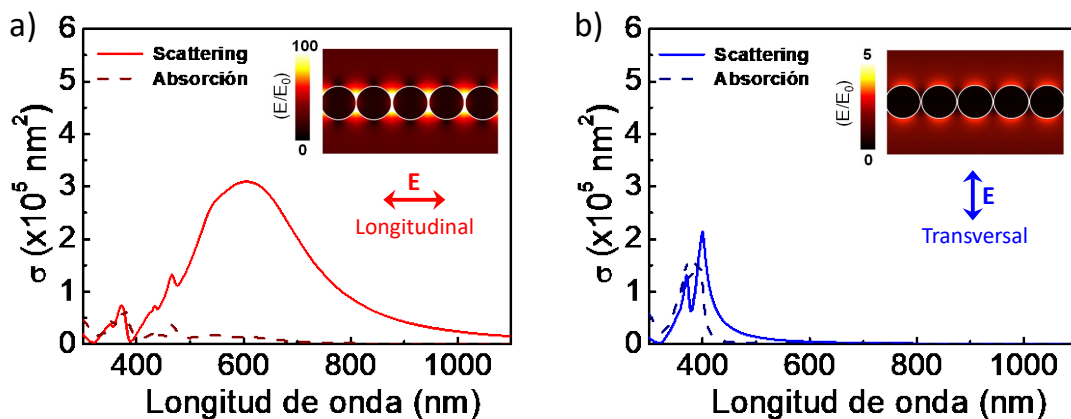 a)
6
5
4
3
2
1
0
σ (x10⁵ nm²)
Scattering
Absorción
100
0
(E/E₀)
E
Longitudinal
400
600
800
1000
Longitud de onda (nm)
b)
6
5
4
3
2
1
0
σ (x10⁵ nm²)
Scattering
Absorción
5
0
(E/E₀)
E
Transversal
400
600
800
1000
Longitud de onda (nm)